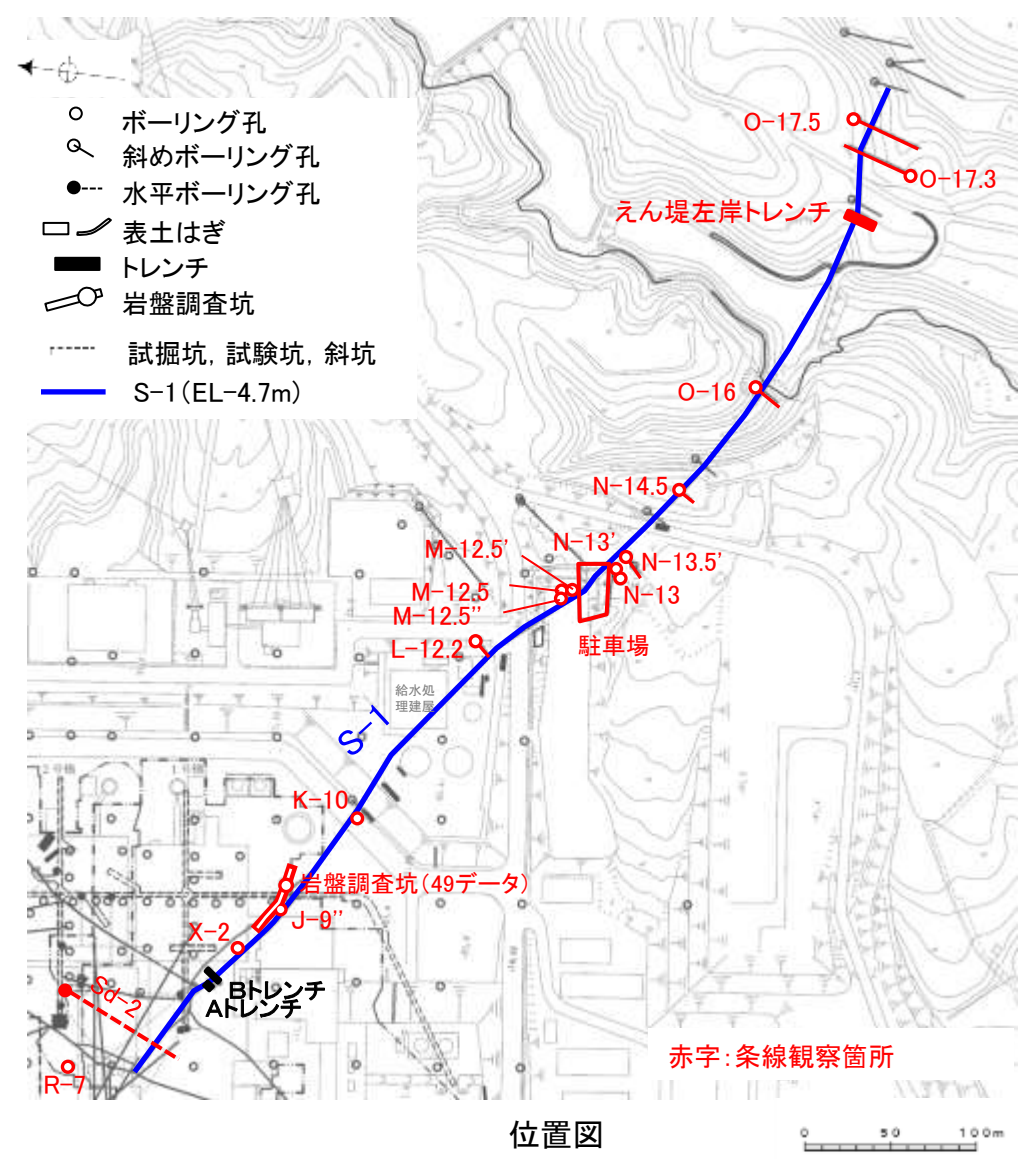 ボーリング孔
斜めボーリング孔
水平ボーリング孔
表土はぎ
トレンチ
岩盤調査坑
試掘坑，試験坑，斜坑
S-1（EL-4.7m）
O-17.5
O-17.3
えん堤左岸トレンチ
O-16
N-14.5
N-13'
M-12.5'
N-13.5'
M-12.5
N-13
M-12.5''
L-12.2
駐車場
給水処
理建屋
S-1
2号機
1号機
K-10
岩盤調査坑（49データ）
J-9''
X-2
Sd-2
Bトレンチ
Aトレンチ
R-7
赤字：条線観察箇所
位置図
0 50 100m